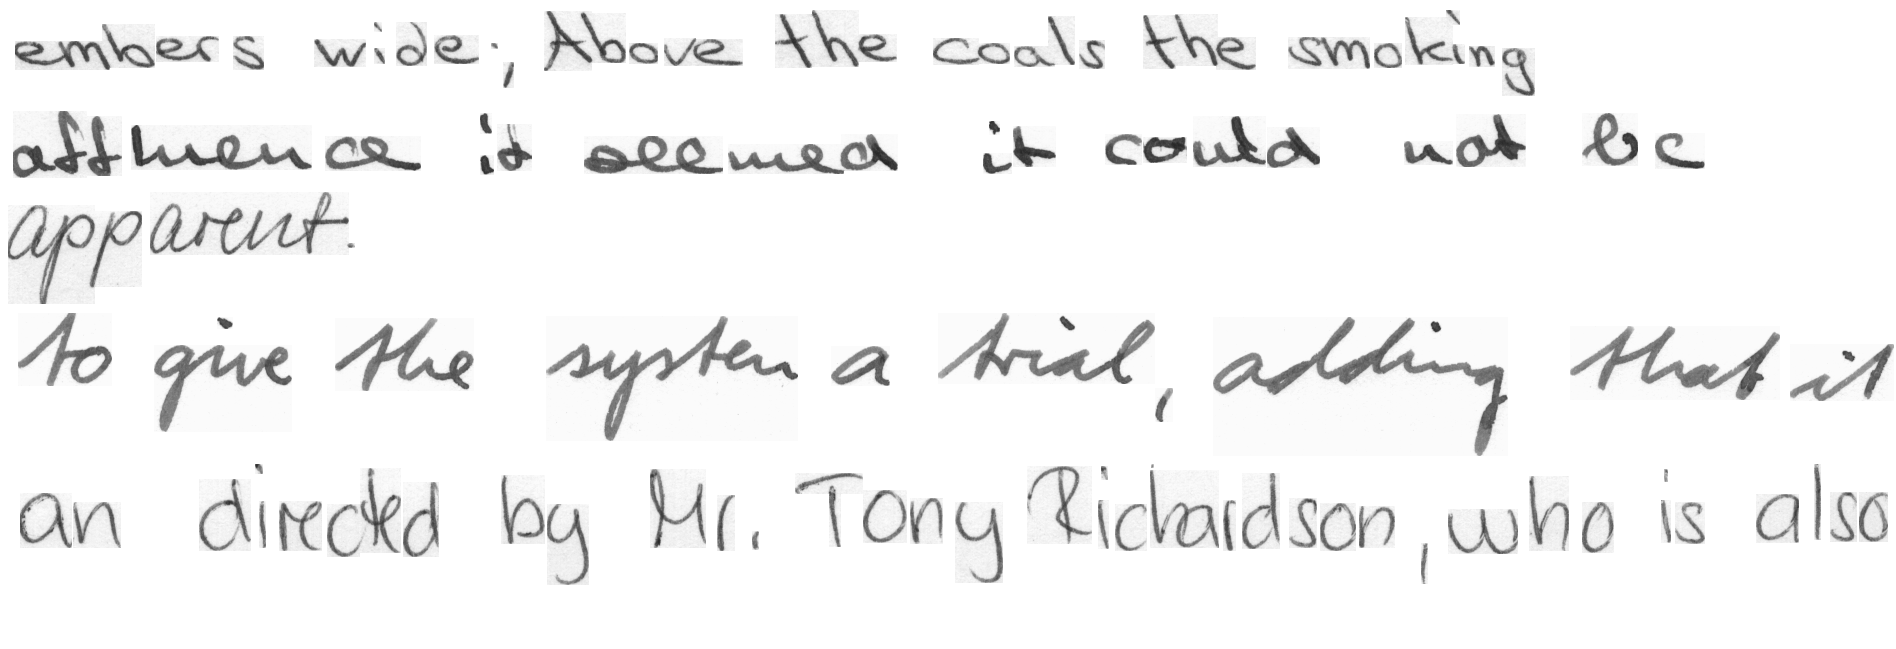 embers wide; Above the coals the smoking
affluence it seemed it could not be
apparent.
to give the system a trial, adding that it
an directed by Mr. Tony Richardson, who is also